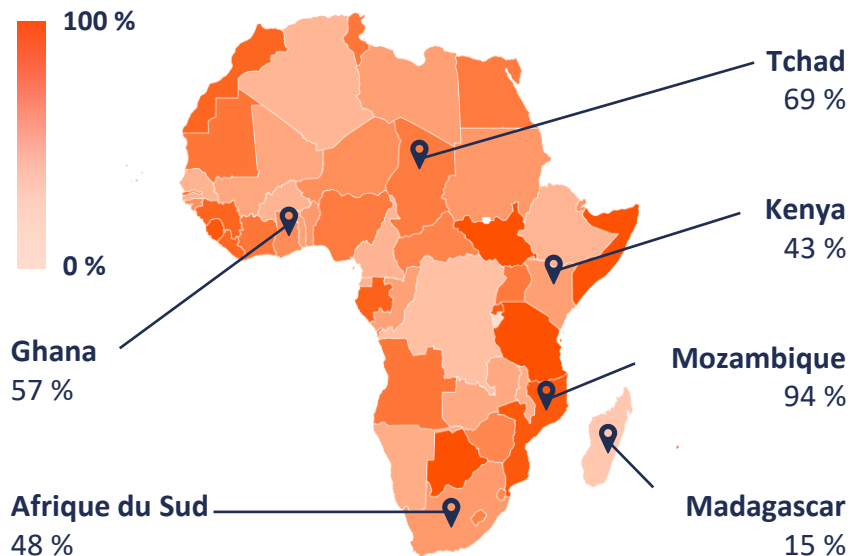 100 %
0 %
Tchad
69 %
Kenya
43 %
Ghana
57 %
Mozambique
94 %
Afrique du Sud
48 %
Madagascar
15 %